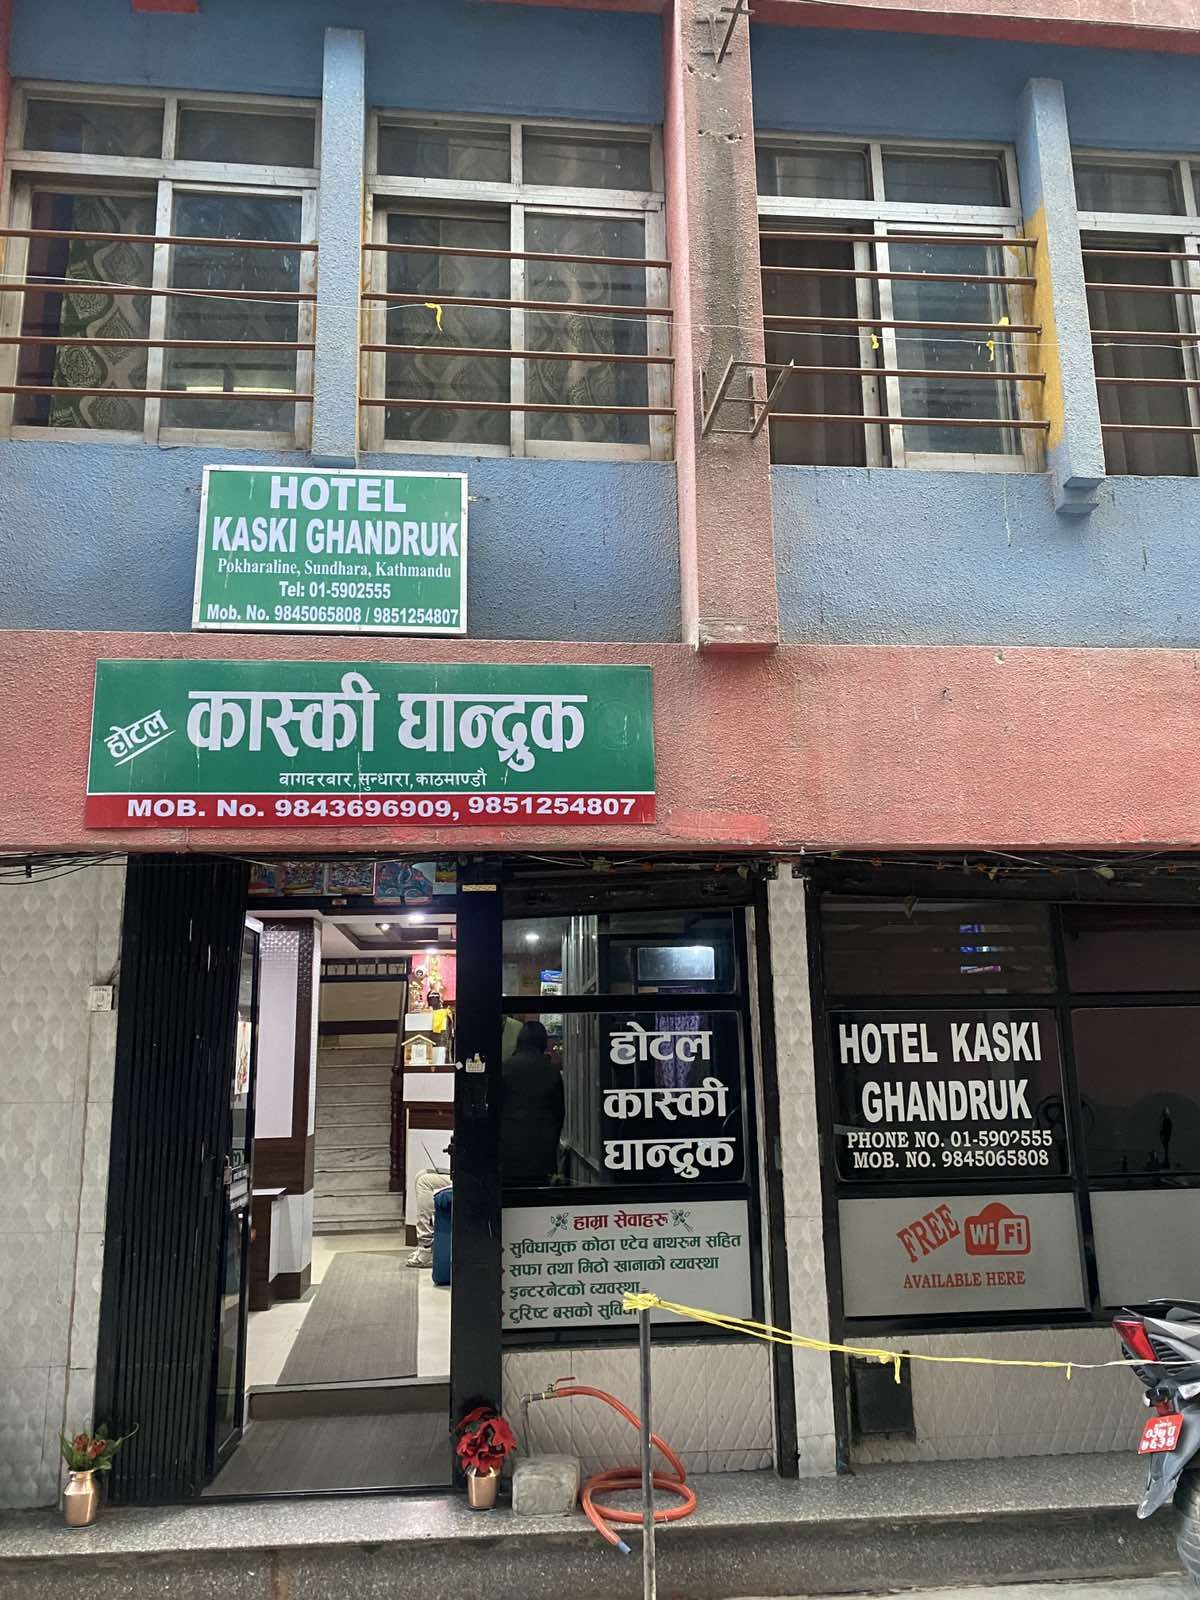 HOTEL
KASKI GHANDRUK
Pokharaline, Sundhara, Kathmandu
Tel: 01-5902555
Mob. No. 9845065808 / 9851254807
होटल कास्की घान्द्रुक
बागदरबार, सुन्धारा, काठमाण्डौ
MOB. No. 9843696909, 9851254807
होटल
कास्की
घान्द्रुक
HOTEL KASKI
GHANDRUK
PHONE NO. 01-5902555
MOB. NO. 9845065808
हाम्रा सेवाहरु
सुविधायुक्त कोठा एटेच बाथरुम सहित
सफा तथा मिठो खानाको व्यवस्था
इन्टरनेटको व्यवस्था
टुरिष्ट बसको सुविधा
FREE WiFi
AVAILABLE HERE